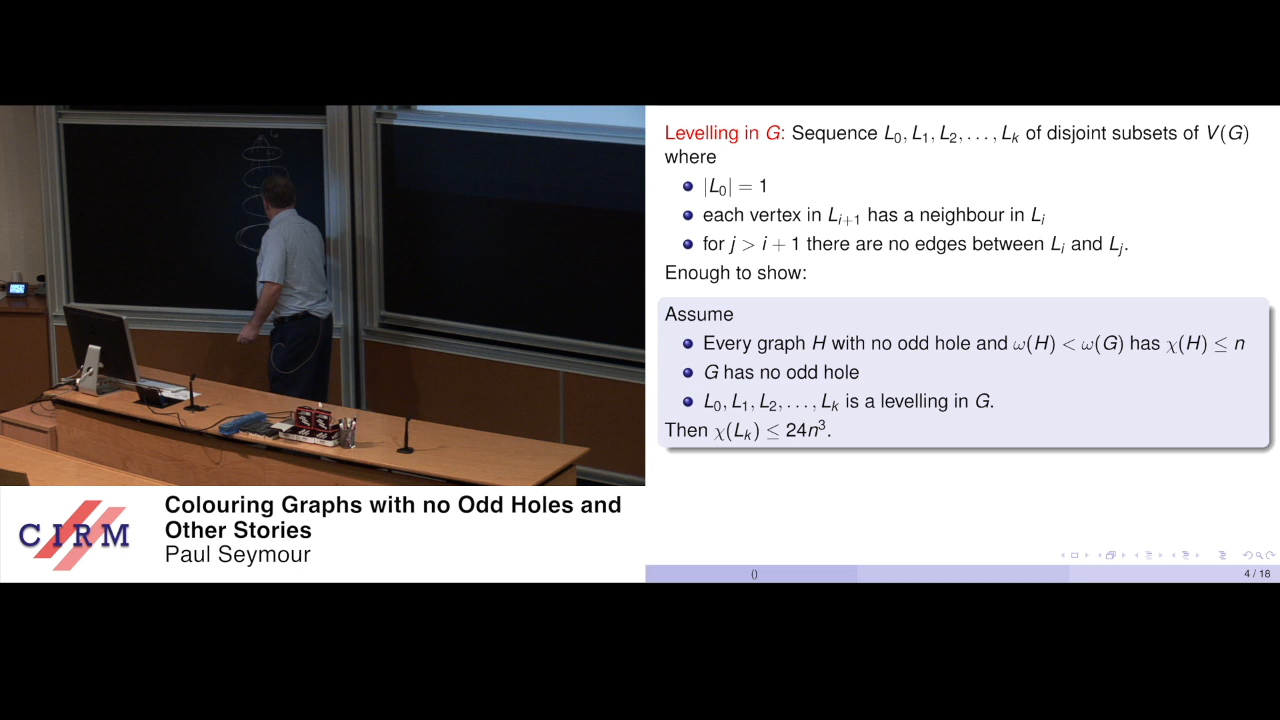 Levelling in G: Sequence L₀, L₁, L₂, . . . , Lₖ of disjoint subsets of V(G)
where
|L₀| = 1
each vertex in Lᵢ₊₁ has a neighbour in Lᵢ
for j > i + 1 there are no edges between Lᵢ and Lⱼ.
Enough to show:
Assume
Every graph H with no odd hole and ω(H) < ω(G) has χ(H) ≤ n
G has no odd hole
L₀, L₁, L₂, . . . , Lₖ is a levelling in G.
Then χ(Lₖ) ≤ 24n³.
()
4 / 18
CIRM
Colouring Graphs with no Odd Holes and
Other Stories
Paul Seymour